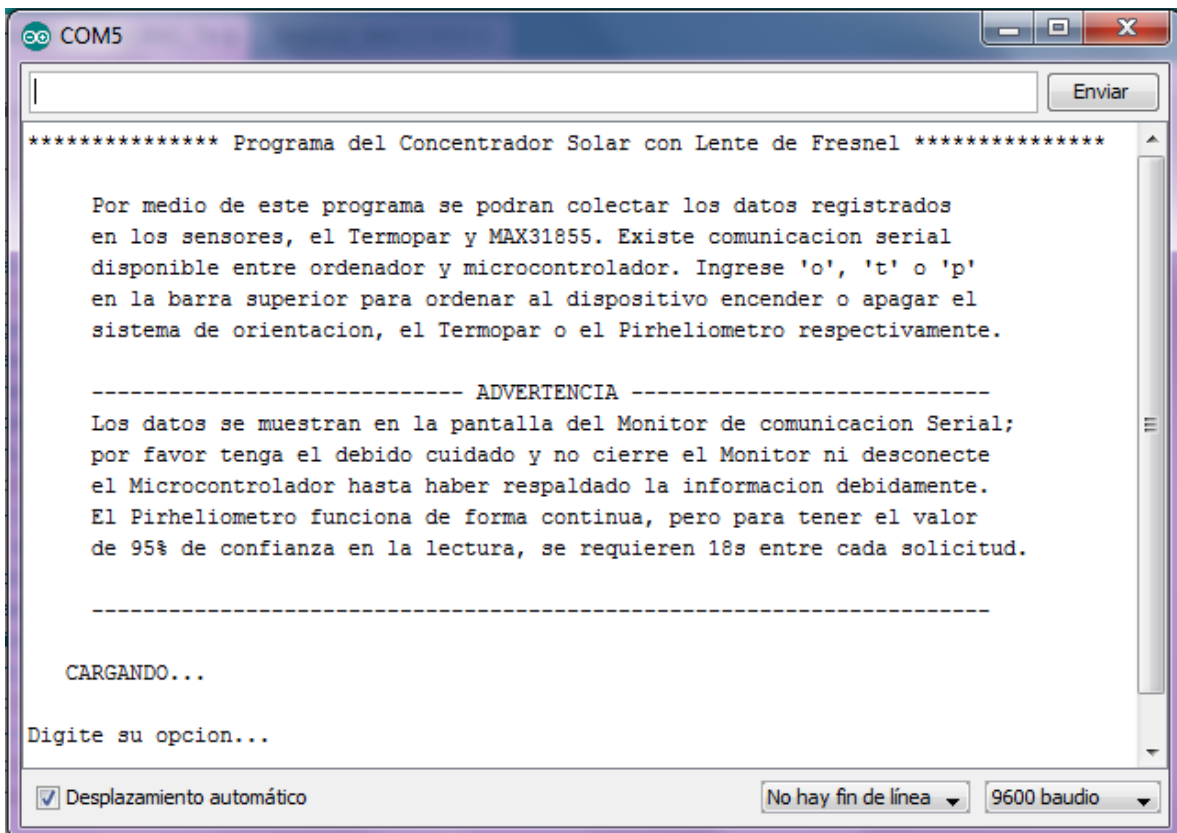 COM5
Enviar
*************** Programa del Concentrador Solar con Lente de Fresnel ***************
Por medio de este programa se podran colectar los datos registrados
en los sensores, el Termopar y MAX31855. Existe comunicacion serial
disponible entre ordenador y microcontrolador. Ingrese 'o', 't' o 'p'
en la barra superior para ordenar al dispositivo encender o apagar el
sistema de orientacion, el Termopar o el Pirheliometro respectivamente.
----------------------------- ADVERTENCIA ----------------------------
Los datos se muestran en la pantalla del Monitor de comunicacion Serial;
por favor tenga el debido cuidado y no cierre el Monitor ni desconecte
el Microcontrolador hasta haber respaldado la informacion debidamente.
El Pirheliometro funciona de forma continua, pero para tener el valor
de 95% de confianza en la lectura, se requieren 18s entre cada solicitud.
----------------------------------------------------------------------
CARGANDO...
Digite su opcion...
Desplazamiento automático
No hay fin de línea
9600 baudio